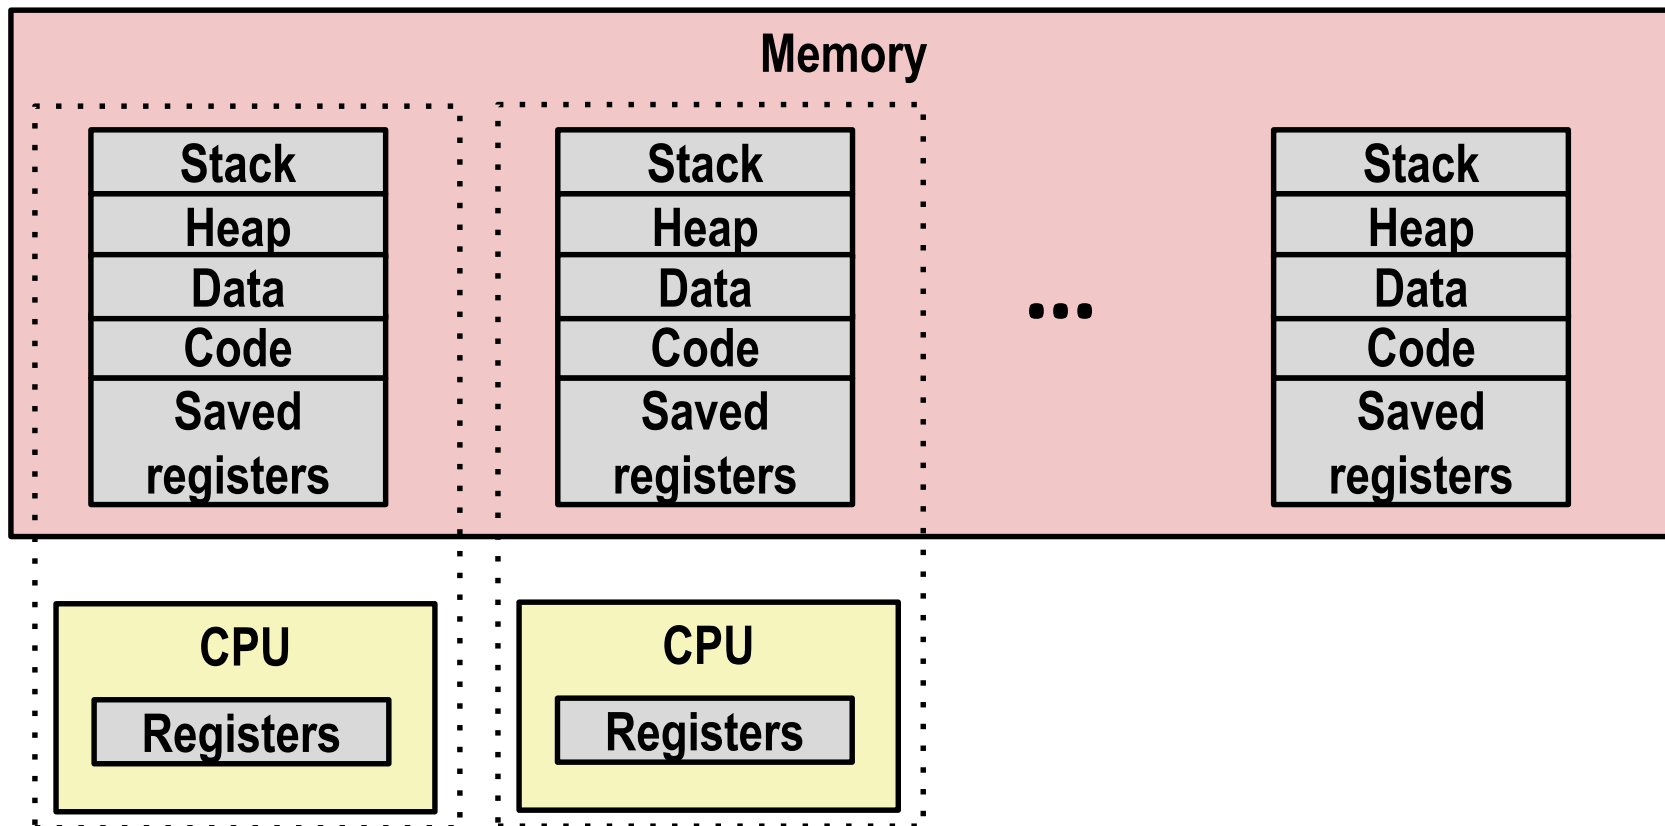 Memory
Stack
Heap
Data
Code
Saved
registers
Stack
Heap
Data
Code
Saved
registers
...
Stack
Heap
Data
Code
Saved
registers
CPU
Registers
CPU
Registers